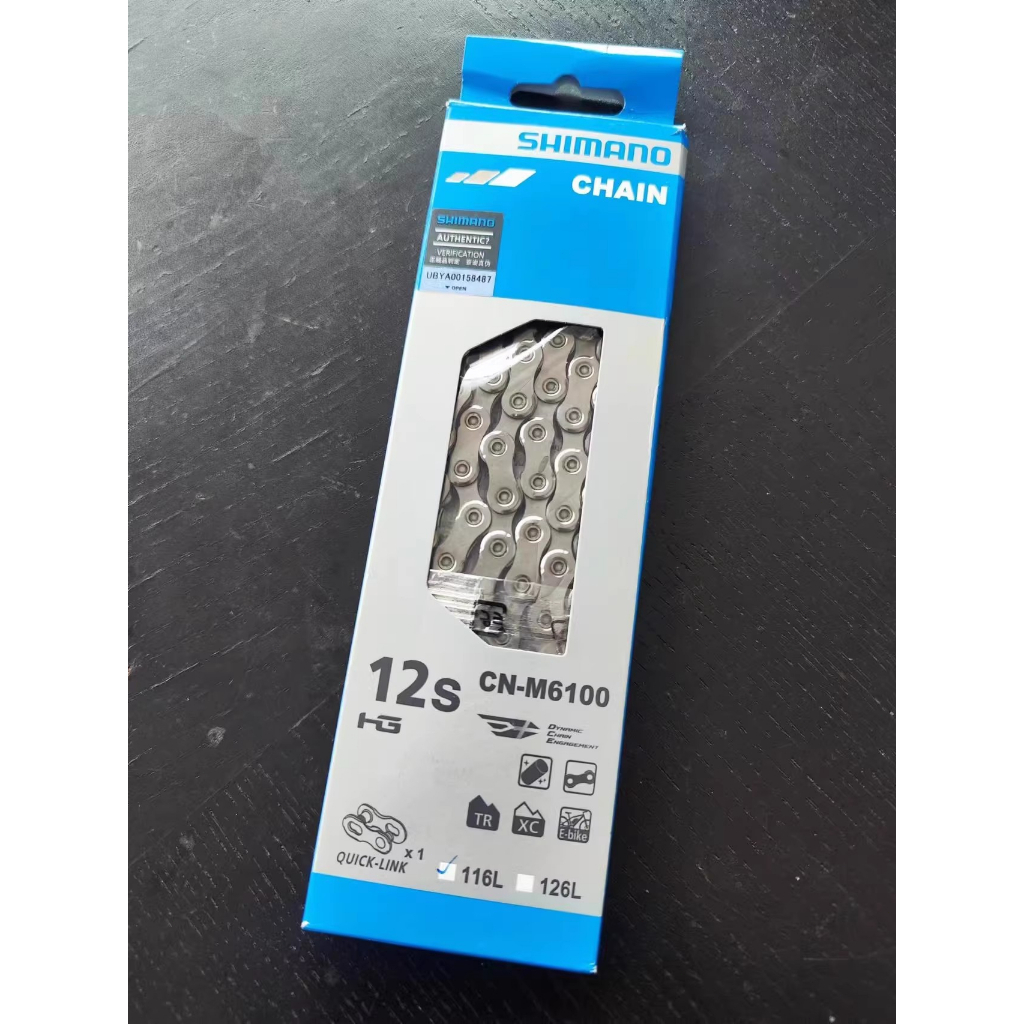 SHIMANO
CHAIN
SHIMANO
AUTHENTIC?
VERIFICATION
UBYA00158487
▼ OPEN
12s
CN-M6100
HG
DYNAMIC
CHAIN
ENGAGEMENT
TR
XC
E-bike
x 1
QUICK-LINK
116L
126L